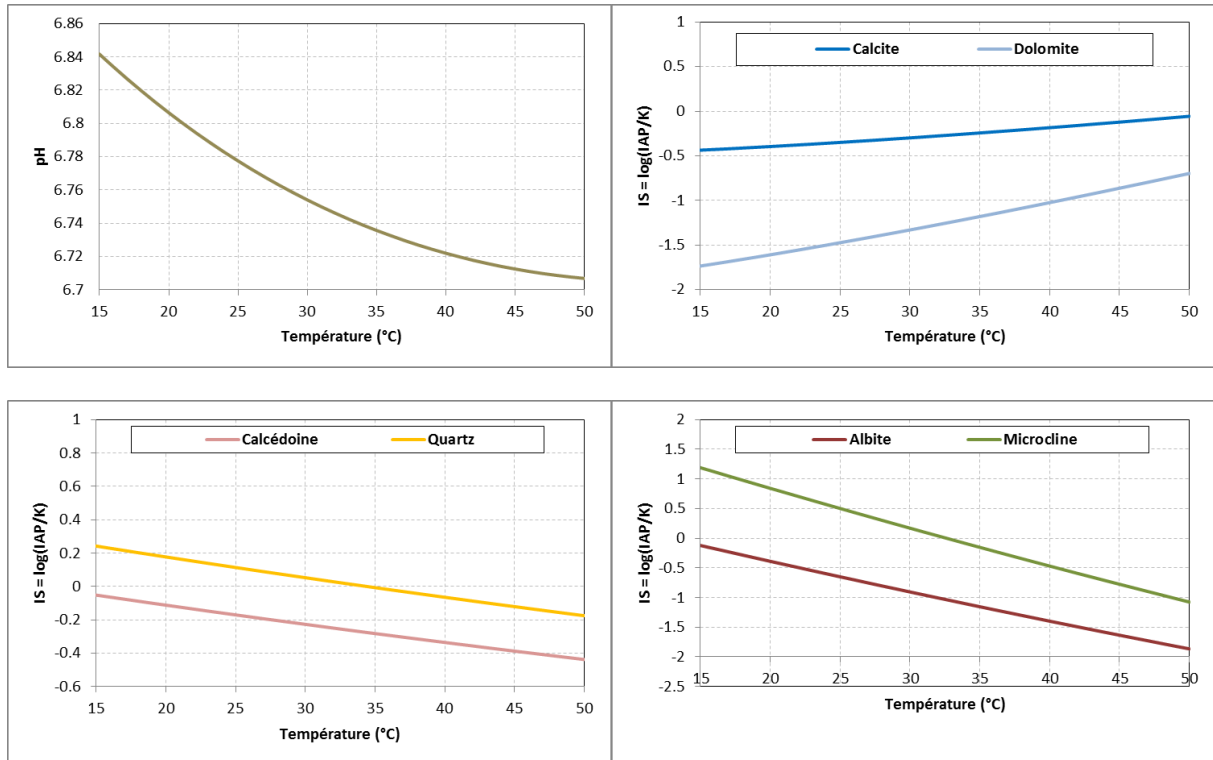 6.86
6.84
6.82
6.8
6.78
6.76
6.74
6.72
6.7
pH
15 20 25 30 35 40 45 50
Température (°C)
1
0.5
0
-0.5
-1
-1.5
-2
IS = log(IAP/K)
Calcite Dolomite
15 20 25 30 35 40 45 50
Température (°C)
1
0.8
0.6
0.4
0.2
0
-0.2
-0.4
-0.6
IS = log(IAP/K)
Calcédoine Quartz
15 20 25 30 35 40 45 50
Température (°C)
2
1.5
1
0.5
0
-0.5
-1
-1.5
-2
-2.5
IS = log(IAP/K)
Albite Microcline
15 20 25 30 35 40 45 50
Température (°C)